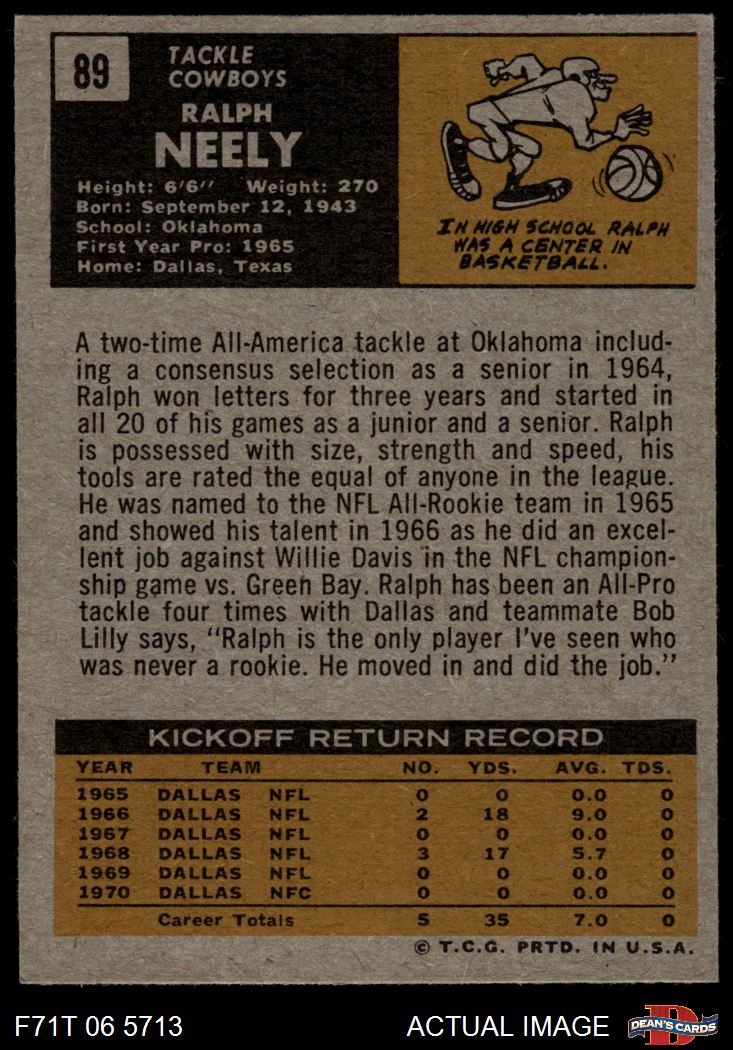 89
TACKLE
COWBOYS
RALPH
NEELY
Height: 6'6" Weight: 270
Born: September 12, 1943
School: Oklahoma
First Year Pro: 1965
Home: Dallas, Texas
IN HIGH SCHOOL RALPH
WAS A CENTER IN
BASKETBALL.
A two-time All-America tackle at Oklahoma includ-
ing a consensus selection as a senior in 1964,
Ralph won letters for three years and started in
all 20 of his games as a junior and a senior. Ralph
is possessed with size, strength and speed, his
tools are rated the equal of anyone in the league.
He was named to the NFL All-Rookie team in 1965
and showed his talent in 1966 as he did an excel-
lent job against Willie Davis in the NFL champion-
ship game vs. Green Bay. Ralph has been an All-Pro
tackle four times with Dallas and teammate Bob
Lilly says, "Ralph is the only player I've seen who
was never a rookie. He moved in and did the job."
KICKOFF RETURN RECORD
YEAR TEAM NO. YDS. AVG. TDS.
1965 DALLAS NFL 0 0 0.0 0
1966 DALLAS NFL 2 18 9.0 0
1967 DALLAS NFL 0 0 0.0 0
1968 DALLAS NFL 3 17 5.7 0
1969 DALLAS NFL 0 0 0.0 0
1970 DALLAS NFC 0 0 0.0 0
Career Totals 5 35 7.0 0
© T.C.G. PRTD. IN U.S.A.
F71T 06 5713 ACTUAL IMAGE
DEAN'S CARDS